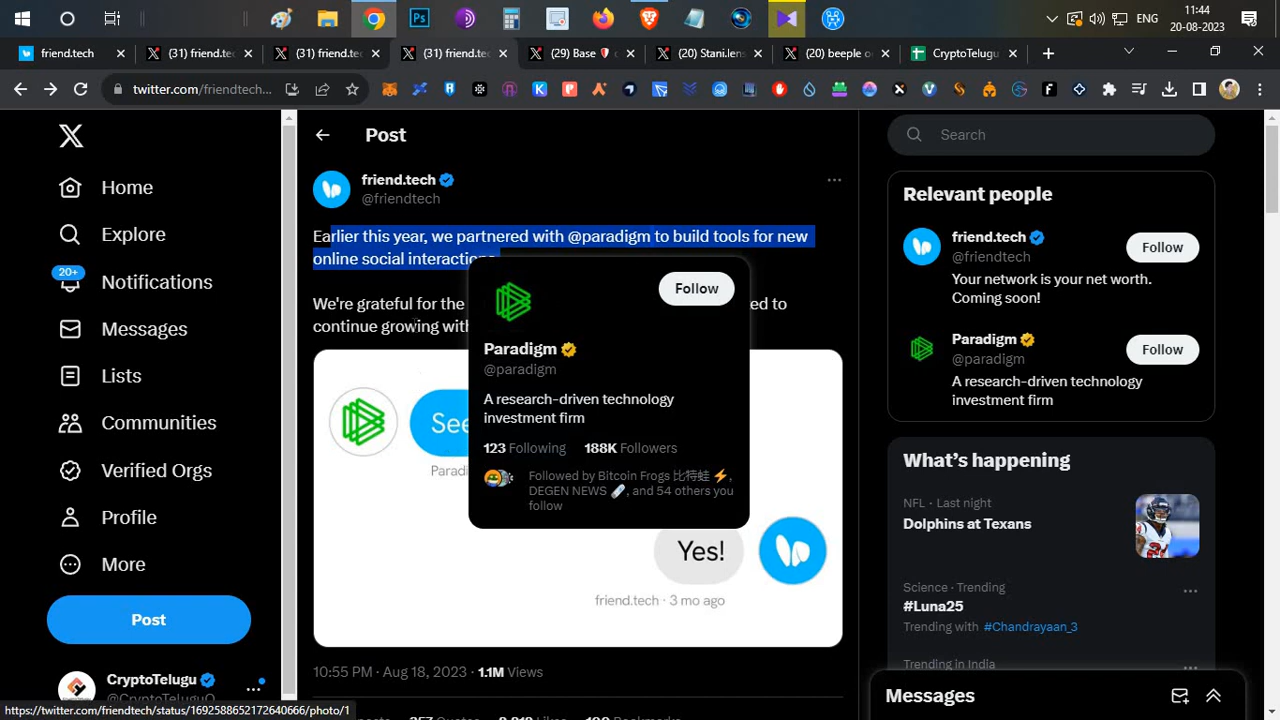 11:44
ENG
20-08-2023
friend.tech
(31) friend.tec
(31) friend.tec
(31) friend.tec
(29) Base
(20) Stani.lens
(20) beeple
CryptoTelugu
twitter.com/friendtech...
Post
Search
Home
Explore
20+
Notifications
Messages
Lists
Communities
Verified Orgs
Profile
More
Post
CryptoTelugu
@CryptoTeluguO
friend.tech
@friendtech
Earlier this year, we partnered with @paradigm to build tools for new
online social interactions
We're grateful for the
ed to
continue growing with
Follow
Paradigm
@paradigm
A research-driven technology
investment firm
123 Following 188K Followers
Followed by Bitcoin Frogs 比特蛙 ⚡,
DEGEN NEWS 🗞️, and 54 others you
follow
See
Paradi
Yes!
friend.tech · 3 mo ago
10:55 PM · Aug 18, 2023 · 1.1M Views
Relevant people
friend.tech
Follow
@friendtech
Your network is your net worth.
Coming soon!
Paradigm
Follow
@paradigm
A research-driven technology
investment firm
What's happening
NFL · Last night
Dolphins at Texans
Science · Trending
#Luna25
Trending with #Chandrayaan_3
Trending in India
Messages
https://twitter.com/friendtech/status/1692588652172640666/photo/1